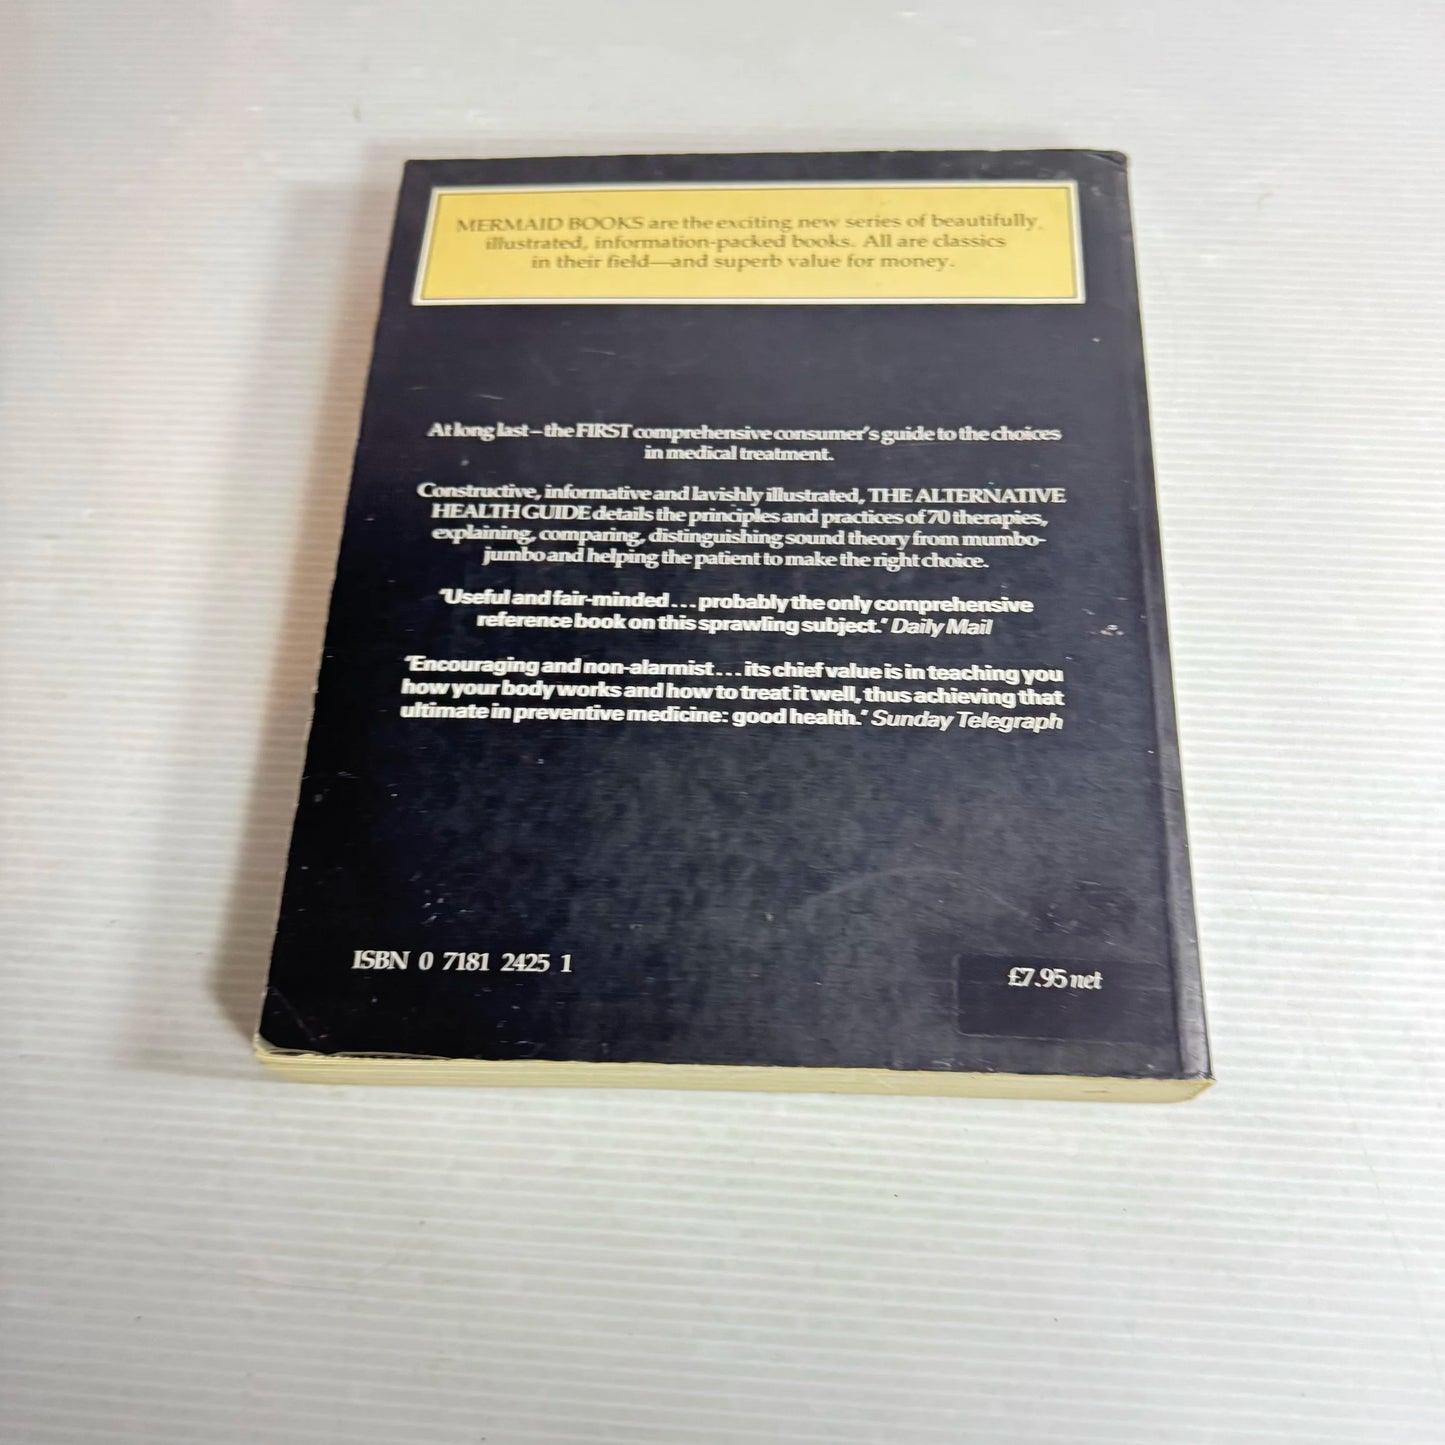 MERMAID BOOKS are the exciting new series of beautifully
illustrated, information-packed books. All are classics
in their field—and superb value for money.
At long last – the FIRST comprehensive consumer's guide to the choices
in medical treatment.
Constructive, informative and lavishly illustrated, THE ALTERNATIVE
HEALTH GUIDE details the principles and practices of 70 therapies,
explaining, comparing, distinguishing sound theory from mumbo-
jumbo and helping the patient to make the right choice.
'Useful and fair-minded . . . probably the only comprehensive
reference book on this sprawling subject.' Daily Mail
'Encouraging and non-alarmist . . . its chief value is in teaching you
how your body works and how to treat it well, thus achieving that
ultimate in preventive medicine: good health.' Sunday Telegraph
ISBN 0 7181 2425 1
£7.95 net